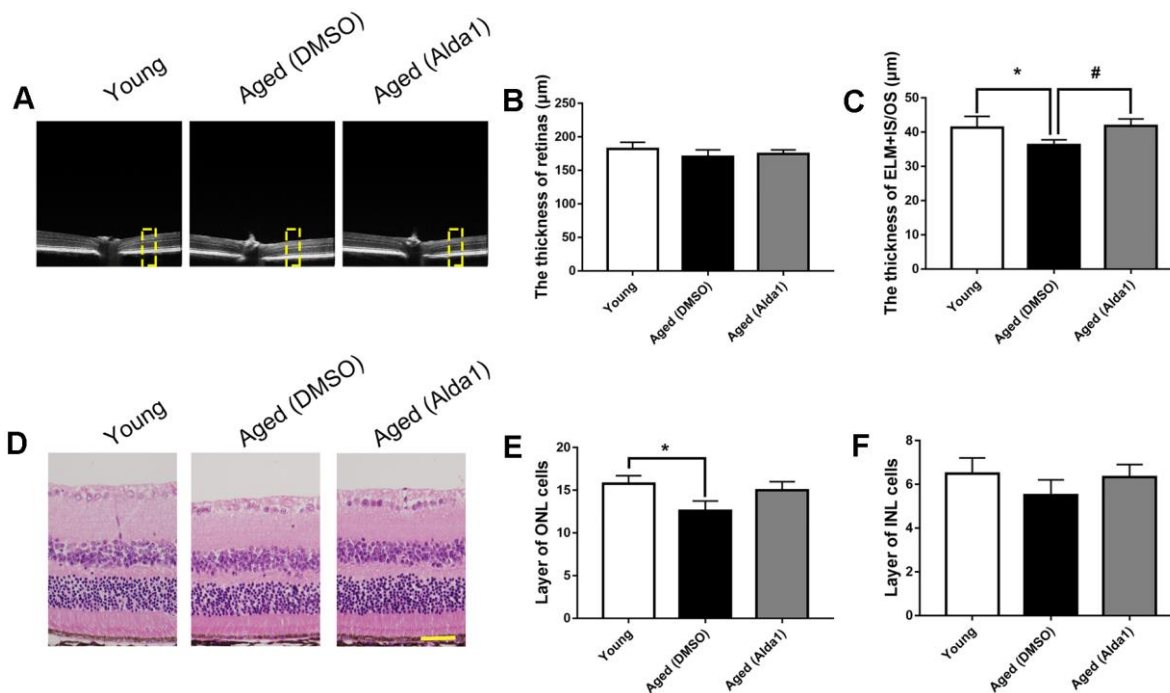 A
Young
Aged (DMSO)
Aged (Alda1)
B
The thickness of retinas (μm)
250
200
150
100
50
0
Young
Aged (DMSO)
Aged (Alda1)
C
The thickness of ELM+IS/OS (μm)
60
50
40
30
20
10
0
*
#
Young
Aged (DMSO)
Aged (Alda1)
D
Young
Aged (DMSO)
Aged (Alda1)
E
Layer of ONL cells
20
15
10
5
0
*
Young
Aged (DMSO)
Aged (Alda1)
F
Layer of INL cells
8
6
4
2
0
Young
Aged (DMSO)
Aged (Alda1)